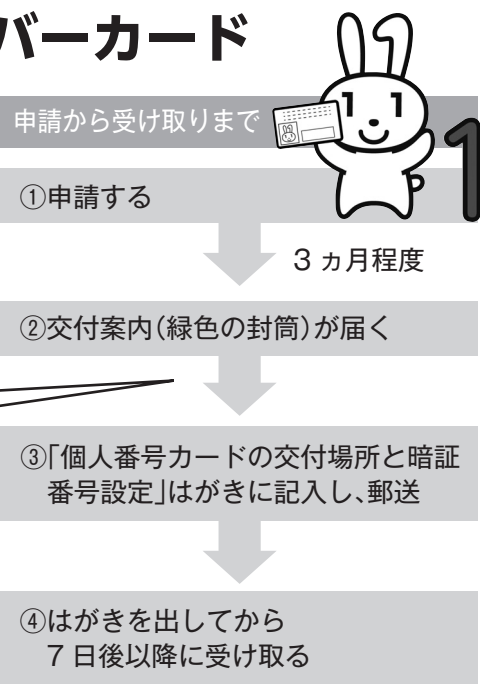 バーカード
申請から受け取りまで
①申請する
3ヵ月程度
②交付案内(緑色の封筒)が届く
③「個人番号カードの交付場所と暗証
番号設定」はがきに記入し、郵送
④はがきを出してから
7日後以降に受け取る